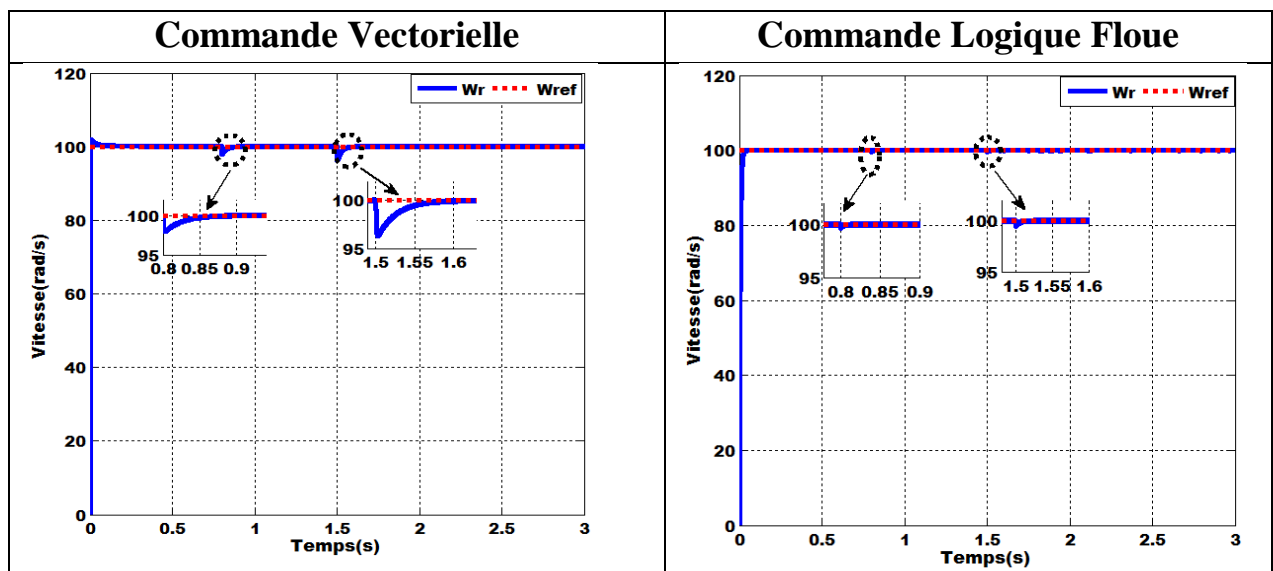 Commande Vectorielle
Commande Logique Floue
Wr Wref
120
100
80
60
40
20
0
Vitesse(rad/s)
100
95
0.8 0.85 0.9
100
95
1.5 1.55 1.6
0 0.5 1 1.5 2 2.5 3
Temps(s)
Wr Wref
120
100
80
60
40
20
0
Vitesse(rad/s)
100
95
0.8 0.85 0.9
100
95
1.5 1.55 1.6
0 0.5 1 1.5 2 2.5 3
Temps(s)